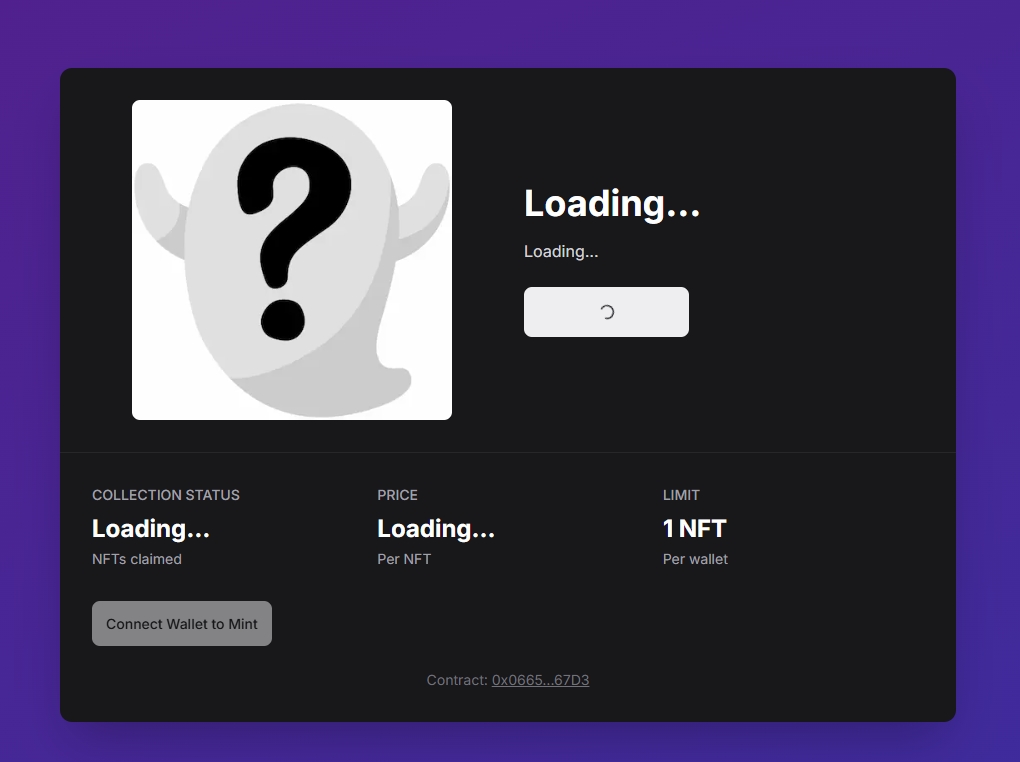 ?
Loading...
Loading...
COLLECTION STATUS
Loading...
NFTs claimed
PRICE
Loading...
Per NFT
LIMIT
1 NFT
Per wallet
Connect Wallet to Mint
Contract: 0x0665...67D3